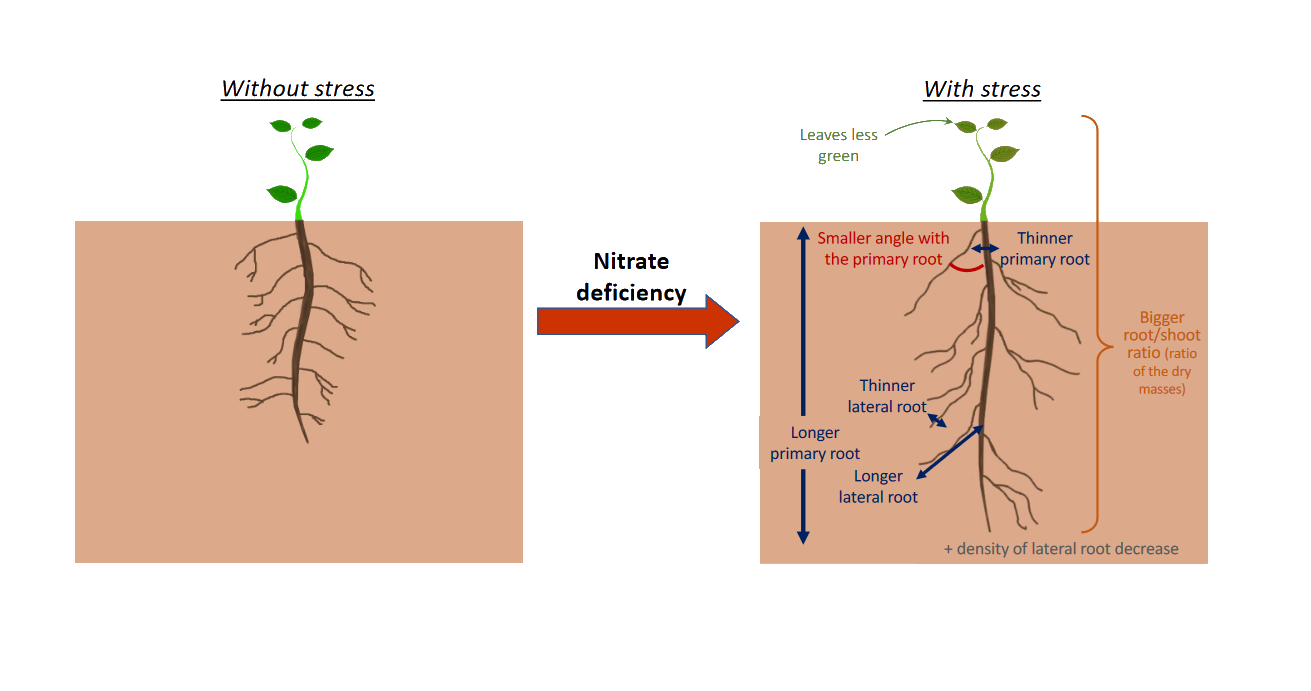 Without stress
With stress
Leaves less
green
Nitrate
deficiency
Smaller angle with
the primary root
Thinner
primary root
Bigger
root/shoot
ratio (ratio
of the dry
masses)
Thinner
lateral root
Longer
primary root
Longer
lateral root
+ density of lateral root decrease